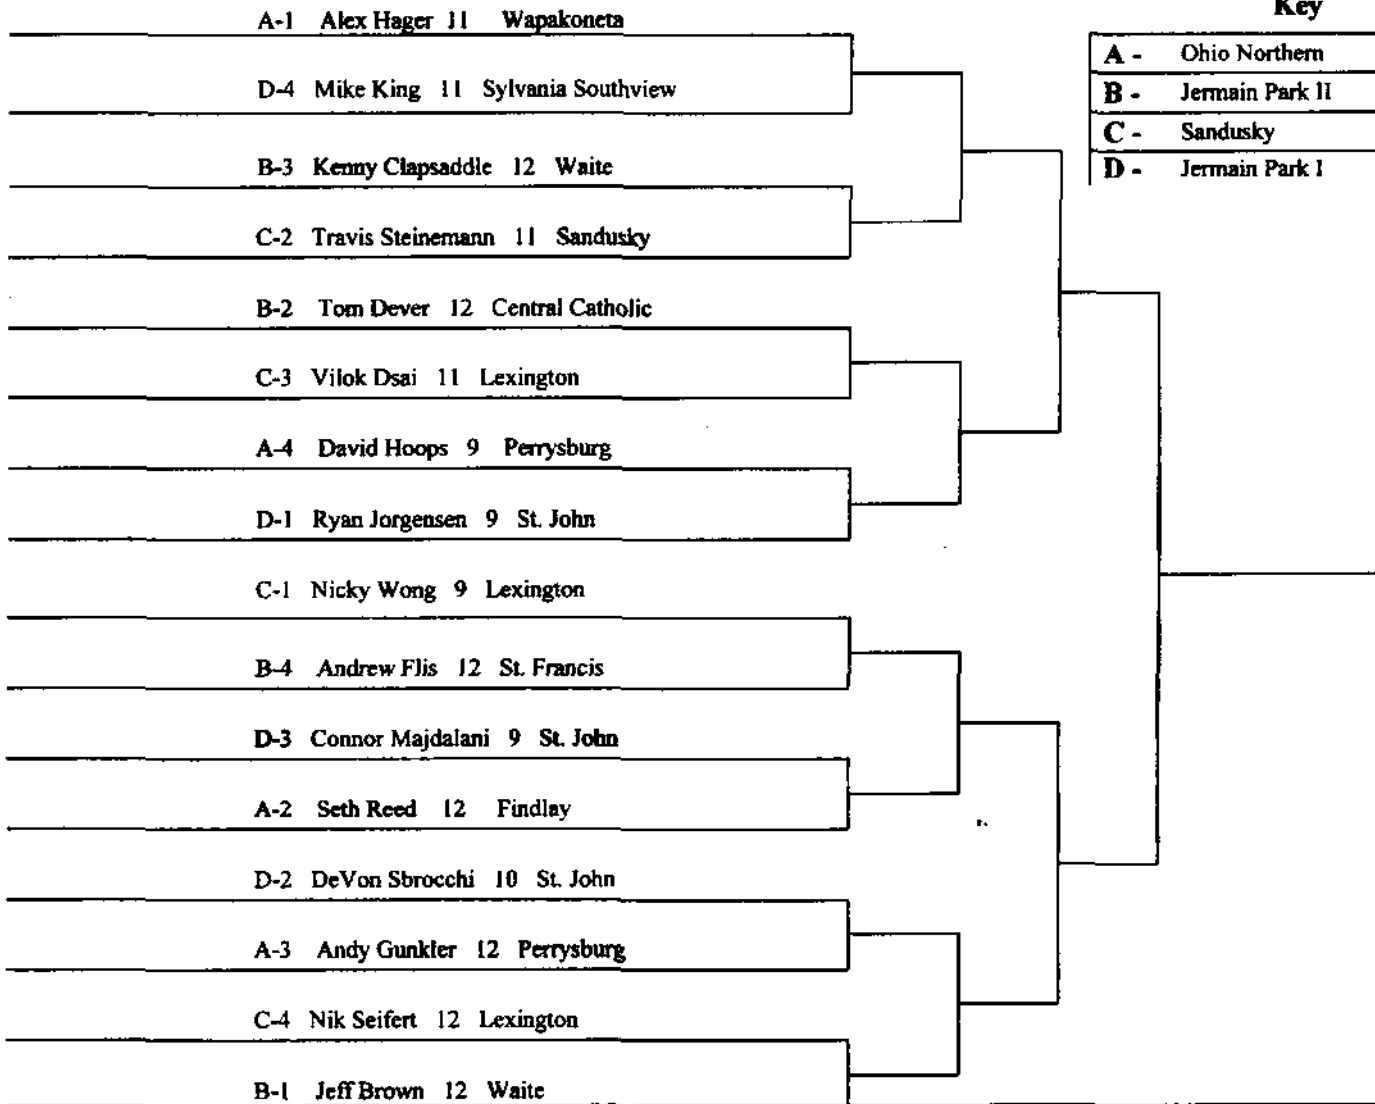 A-1 Alex Hager 11 Wapakoneta
D-4 Mike King 11 Sylvania Southview
B-3 Kenny Clapsaddle 12 Waite
C-2 Travis Steinemann 11 Sandusky
B-2 Tom Dever 12 Central Catholic
C-3 Vilok Dsai 11 Lexington
A-4 David Hoops 9 Perrysburg
D-1 Ryan Jorgensen 9 St. John
C-1 Nicky Wong 9 Lexington
B-4 Andrew Flis 12 St. Francis
D-3 Connor Majdalani 9 St. John
A-2 Seth Reed 12 Findlay
D-2 DeVon Sbrocchi 10 St. John
A-3 Andy Gunkler 12 Perrysburg
C-4 Nik Seifert 12 Lexington
B-1 Jeff Brown 12 Waite
Key
A - Ohio Northern
B - Jermain Park II
C - Sandusky
D - Jermain Park I